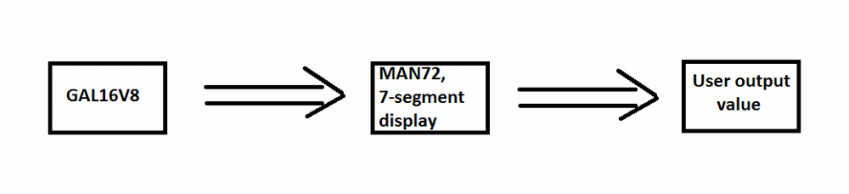 GAL16V8
MAN72,
7-segment
display
User output
value